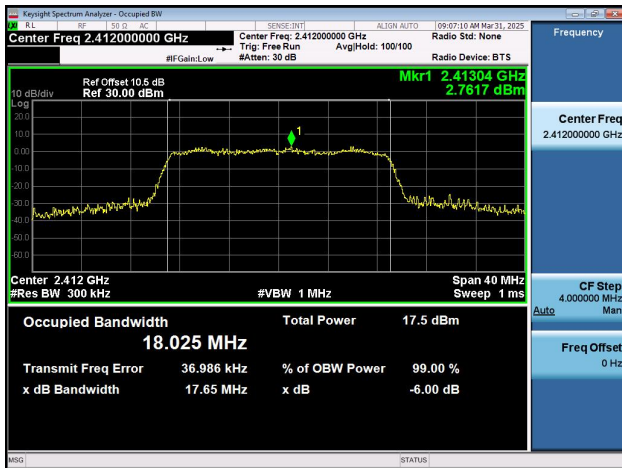 Keysight Spectrum Analyzer - Occupied BW
RL RF 50 Ω AC SENSE:INT ALIGN AUTO 09:07:10 AM Mar 31, 2025
Center Freq 2.412000000 GHz
Center Freq: 2.412000000 GHz
Radio Std: None
Trig: Free Run Avg|Hold: 100/100
#IFGain:Low #Atten: 30 dB Radio Device: BTS
Ref Offset 10.5 dB
10 dB/div Ref 30.00 dBm
Mkr1 2.41304 GHz
2.7617 dBm
Log
20.0
10.0
0.00
-10.0
-20.0
-30.0
-40.0
-50.0
-60.0
1
Center 2.412 GHz Span 40 MHz
#Res BW 300 kHz #VBW 1 MHz Sweep 1 ms
Occupied Bandwidth Total Power 17.5 dBm
18.025 MHz
Transmit Freq Error 36.986 kHz % of OBW Power 99.00 %
x dB Bandwidth 17.65 MHz x dB -6.00 dB
MSG STATUS
Frequency
Center Freq
2.412000000 GHz
CF Step
4.000000 MHz
Auto Man
Freq Offset
0 Hz